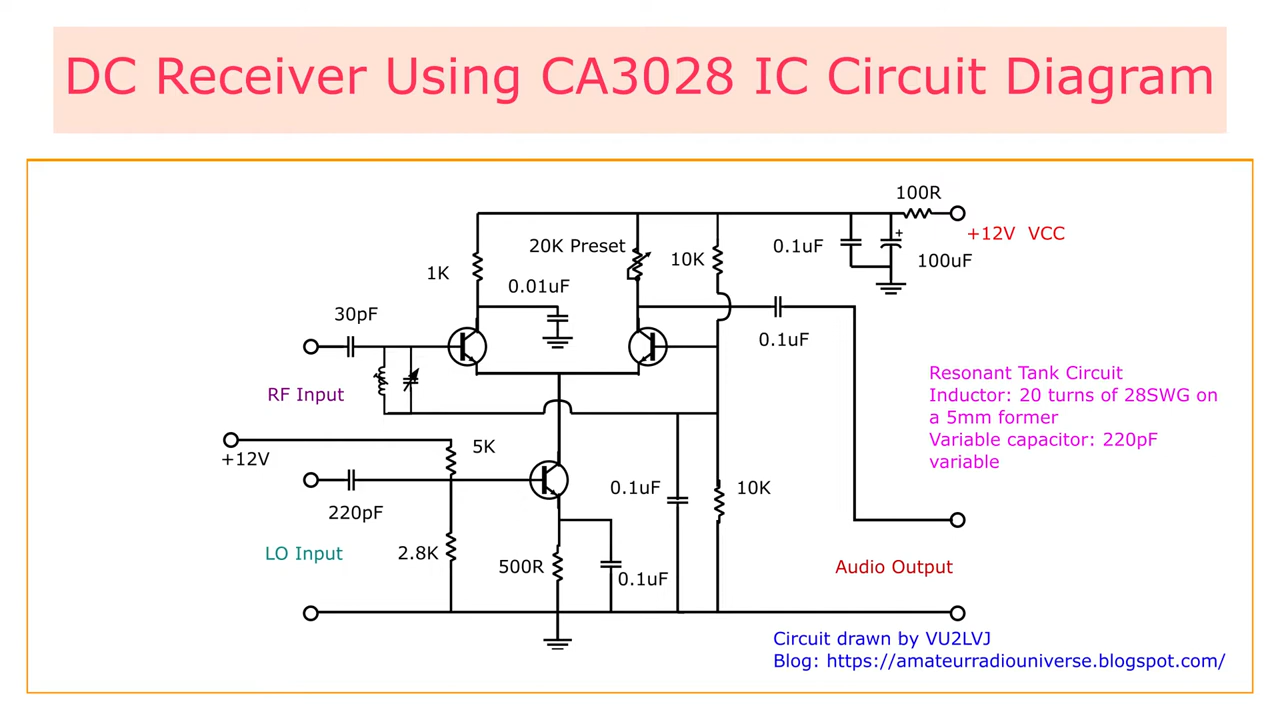 DC Receiver Using CA3028 IC Circuit Diagram
100R
+12V VCC
20K Preset
10K
0.1uF
+
100uF
1K
0.01uF
30pF
0.1uF
RF Input
Resonant Tank Circuit
Inductor: 20 turns of 28SWG on
a 5mm former
Variable capacitor: 220pF
variable
+12V
5K
0.1uF
10K
220pF
LO Input
2.8K
500R
0.1uF
Audio Output
Circuit drawn by VU2LVJ
Blog: https://amateurradiouniverse.blogspot.com/